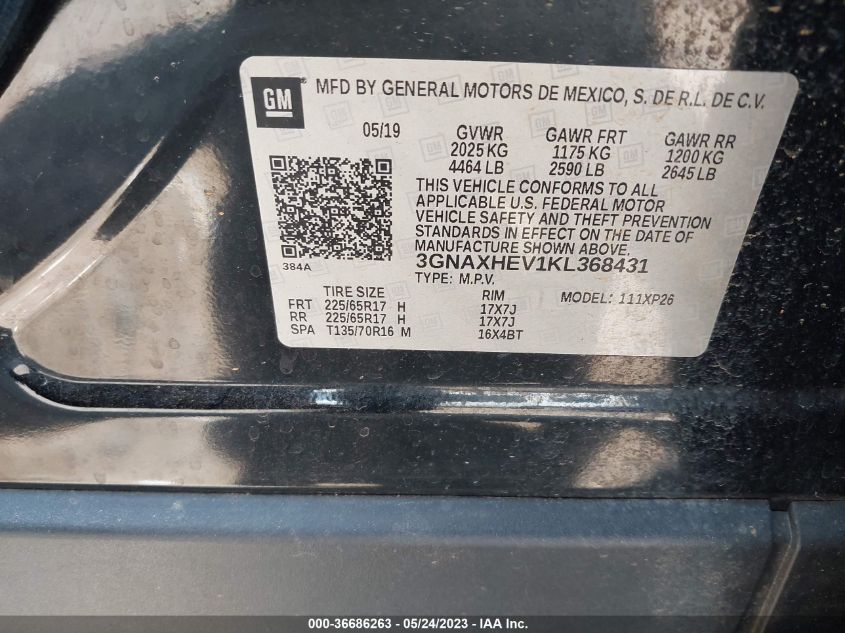 GM
MFD BY GENERAL MOTORS DE MEXICO, S. DE R.L. DE C.V.
05/19 GVWR GAWR FRT GAWR RR
2025 KG 1175 KG 1200 KG
4464 LB 2590 LB 2645 LB
THIS VEHICLE CONFORMS TO ALL
APPLICABLE U.S. FEDERAL MOTOR
VEHICLE SAFETY AND THEFT PREVENTION
STANDARDS IN EFFECT ON THE DATE OF
MANUFACTURE SHOWN ABOVE.
384A
3GNAXHEV1KL368431
TYPE: M.P.V.
TIRE SIZE RIM MODEL: 111XP26
FRT 225/65R17 H 17X7J
RR 225/65R17 H 17X7J
SPA T135/70R16 M 16X4BT
000-36686263 - 05/24/2023 - Copyright © 2023 IAA, Inc.